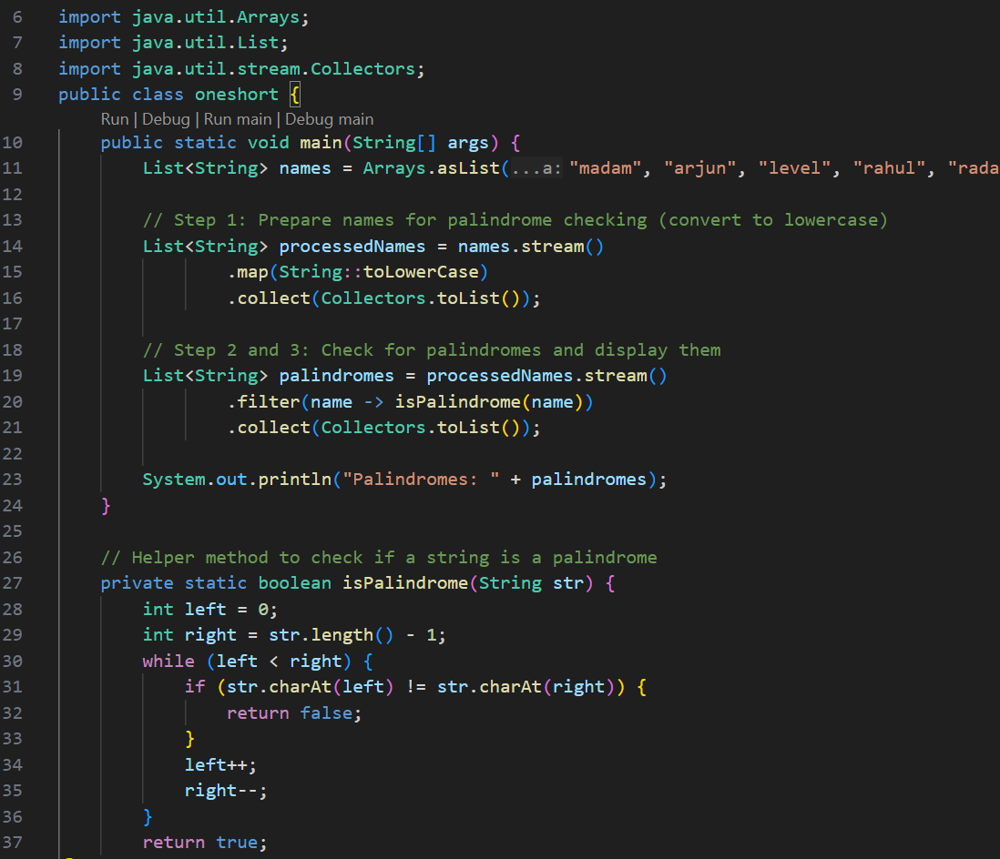 6 import java.util.Arrays;
7 import java.util.List;
8 import java.util.stream.Collectors;
9 public class oneshort {
Run | Debug | Run main | Debug main
10 public static void main(String[] args) {
11 List<String> names = Arrays.asList(...a: "madam", "arjun", "level", "rahul", "rada
12
13 // Step 1: Prepare names for palindrome checking (convert to lowercase)
14 List<String> processedNames = names.stream()
15 .map(String::toLowerCase)
16 .collect(Collectors.toList());
17
18 // Step 2 and 3: Check for palindromes and display them
19 List<String> palindromes = processedNames.stream()
20 .filter(name -> isPalindrome(name))
21 .collect(Collectors.toList());
22
23 System.out.println("Palindromes: " + palindromes);
24 }
25
26 // Helper method to check if a string is a palindrome
27 private static boolean isPalindrome(String str) {
28 int left = 0;
29 int right = str.length() - 1;
30 while (left < right) {
31 if (str.charAt(left) != str.charAt(right)) {
32 return false;
33 }
34 left++;
35 right--;
36 }
37 return true;